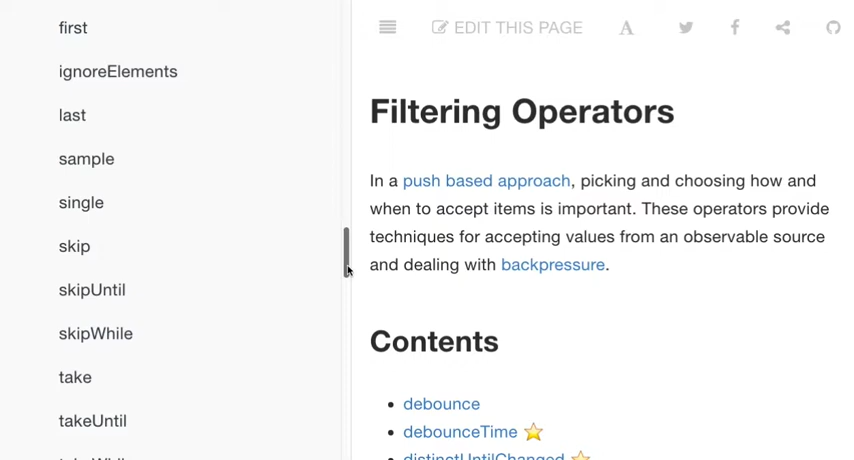 first
ignoreElements
last
sample
single
skip
skipUntil
skipWhile
take
takeUntil
EDIT THIS PAGE
Filtering Operators
In a push based approach, picking and choosing how and
when to accept items is important. These operators provide
techniques for accepting values from an observable source
and dealing with backpressure.
Contents
debounce
debounceTime
distinctUntilChanged